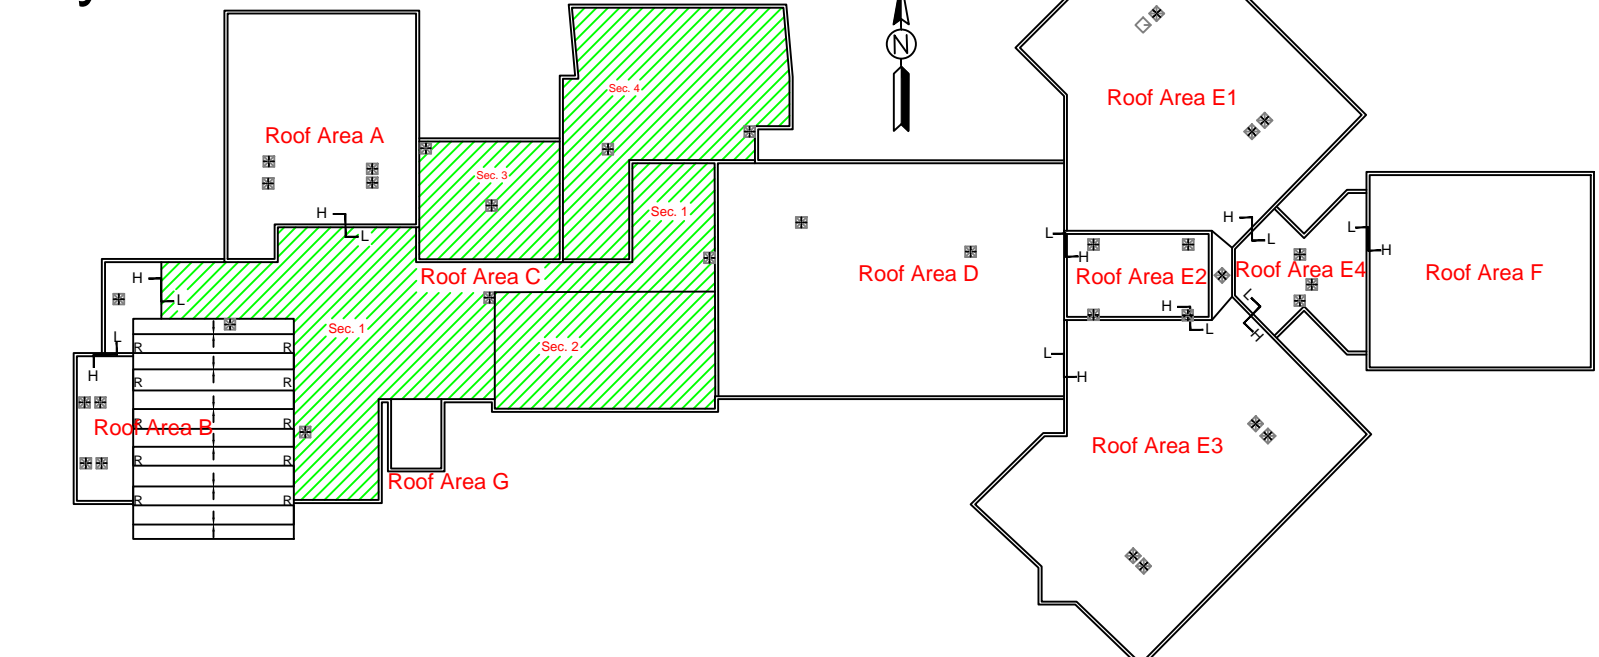 N
Sec. 4
Roof Area E1
Roof Area A
Sec. 3
H
L
Sec. 1
H
L
L
H
L
H
Roof Area C
H
L
Roof Area D
Roof Area E2
Roof Area E4
Roof Area F
L
H
H
L
L
H
Sec. 1
Sec. 2
L
H
R
R
L
H
R
R
Roof Area B
R
R
Roof Area E3
R
R
Roof Area G
R
R